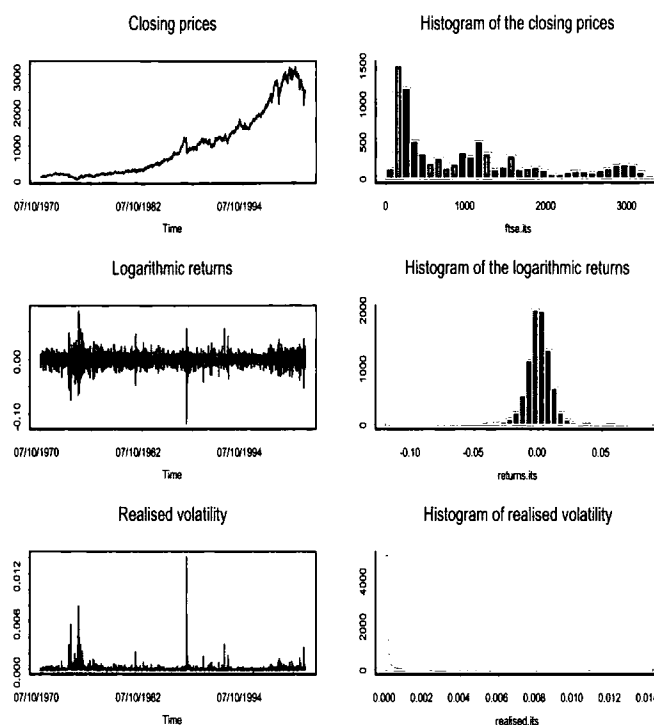 Closing prices
Histogram of the closing prices
3000
2000
1000
0
07/10/1970 07/10/1982 07/10/1994
Time
1500
1000
500
0
0 1000 2000 3000
ftse.its
Logarithmic returns
Histogram of the logarithmic returns
0.00
-0.10
07/10/1970 07/10/1982 07/10/1994
Time
2000
1000
0
-0.10 -0.05 0.00 0.05
returns.its
Realised volatility
Histogram of realised volatility
0.012
0.006
0.000
07/10/1970 07/10/1982 07/10/1994
Time
4000
2000
0
0.000 0.002 0.004 0.006 0.008 0.010 0.012 0.014
realised.its